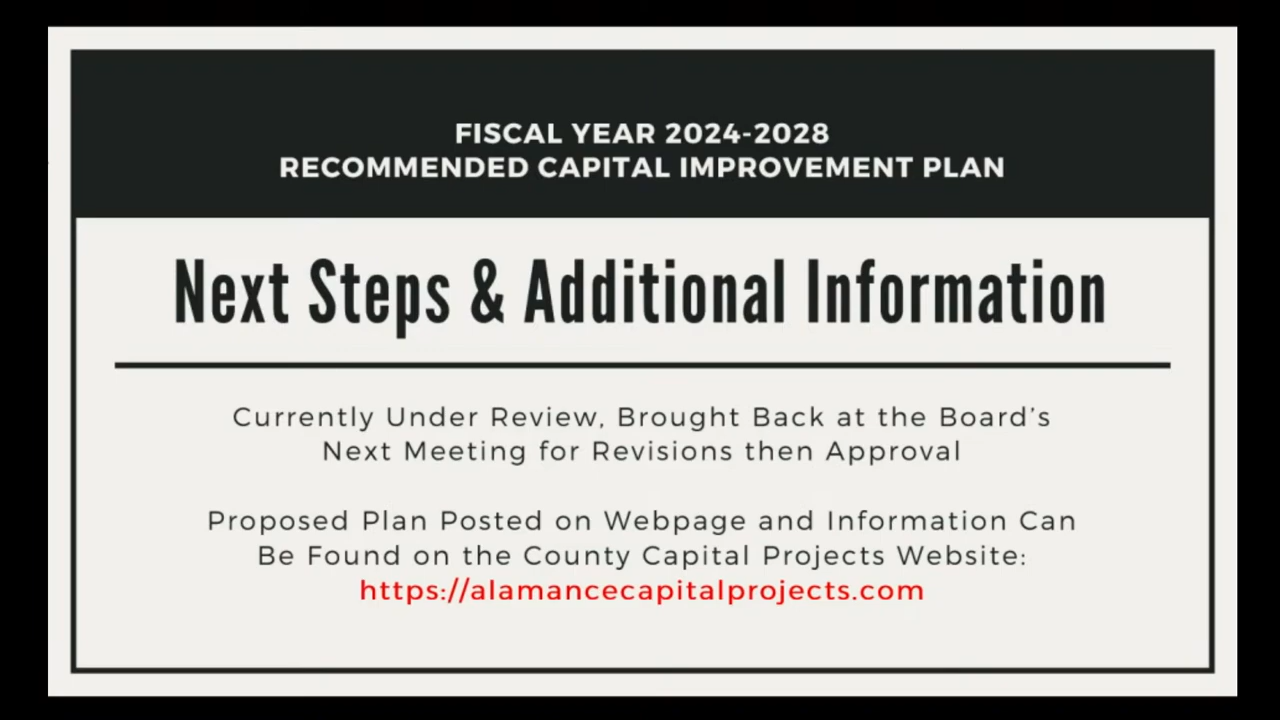 FISCAL YEAR 2024-2028
RECOMMENDED CAPITAL IMPROVEMENT PLAN
Next Steps & Additional Information
Currently Under Review, Brought Back at the Board’s
Next Meeting for Revisions then Approval
Proposed Plan Posted on Webpage and Information Can
Be Found on the County Capital Projects Website:
https://alamancecapitalprojects.com